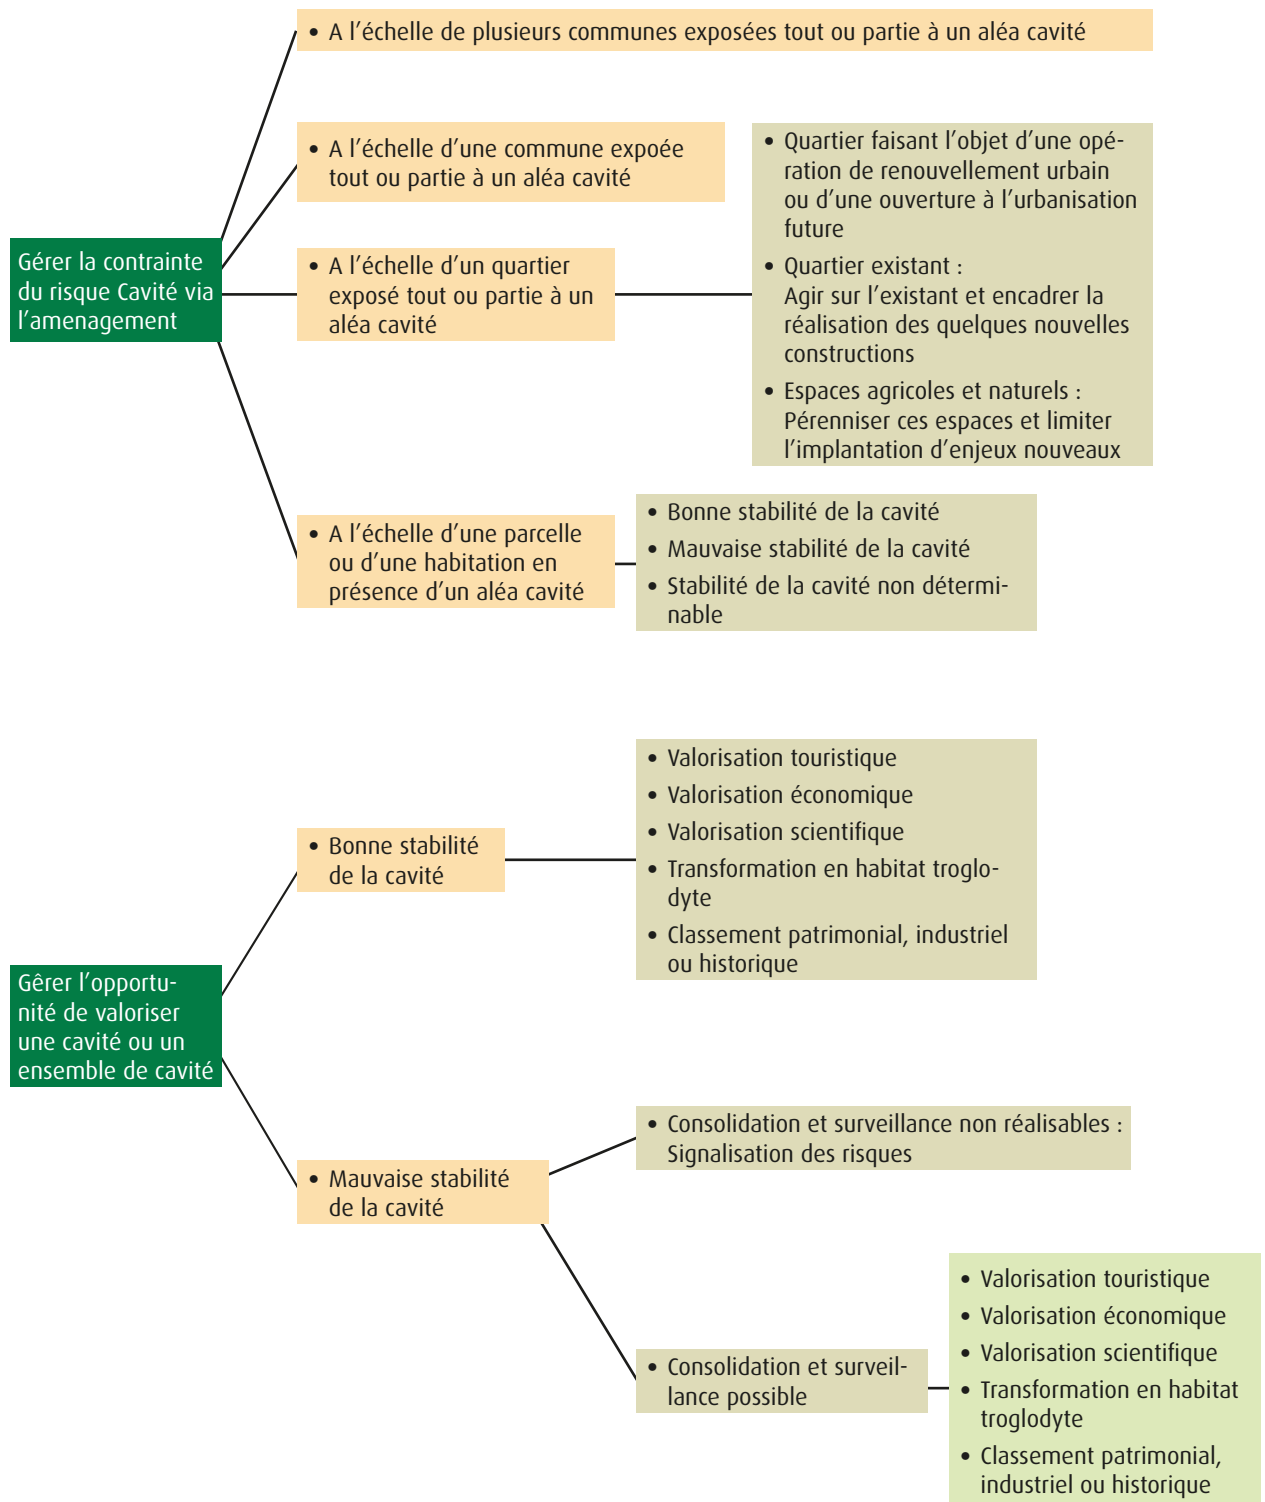 • A l’échelle de plusieurs communes exposées tout ou partie à un aléa cavité
• A l’échelle d’une commune expoée
tout ou partie à un aléa cavité
Gérer la contrainte
du risque Cavité via
l’amenagement
• A l’échelle d’un quartier
exposé tout ou partie à un
aléa cavité
• Quartier faisant l’objet d’une opé-
ration de renouvellement urbain
ou d’une ouverture à l’urbanisation
future
• Quartier existant :
Agir sur l’existant et encadrer la
réalisation des quelques nouvelles
constructions
• Espaces agricoles et naturels :
Pérenniser ces espaces et limiter
l’implantation d’enjeux nouveaux
• A l’échelle d’une parcelle
ou d’une habitation en
présence d’un aléa cavité
• Bonne stabilité de la cavité
• Mauvaise stabilité de la cavité
• Stabilité de la cavité non détermi-
nable
Gêrer l’opportu-
nité de valoriser
une cavité ou un
ensemble de cavité
• Bonne stabilité
de la cavité
• Valorisation touristique
• Valorisation économique
• Valorisation scientifique
• Transformation en habitat troglo-
dyte
• Classement patrimonial, industriel
ou historique
• Mauvaise stabilité
de la cavité
• Consolidation et surveillance non réalisables :
Signalisation des risques
• Consolidation et surveil-
lance possible
• Valorisation touristique
• Valorisation économique
• Valorisation scientifique
• Transformation en habitat
troglodyte
• Classement patrimonial,
industriel ou historique